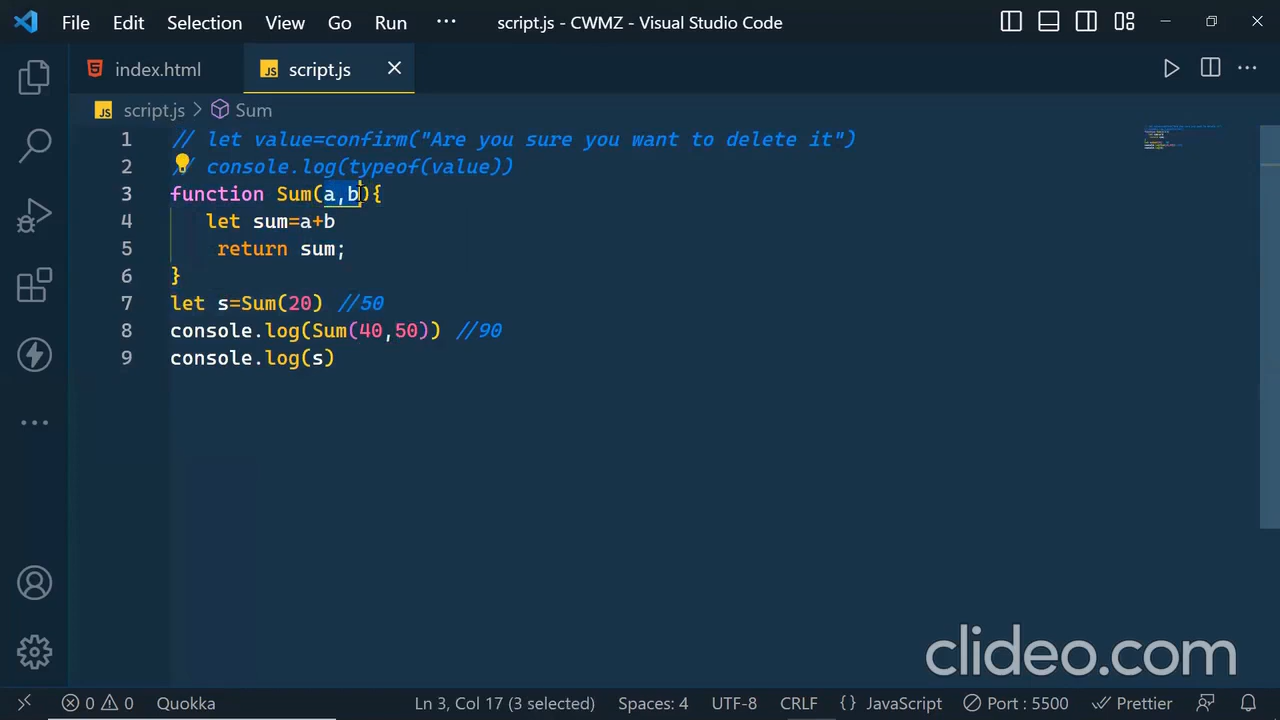 File Edit Selection View Go Run ··· script.js - CWMZ - Visual Studio Code
index.html JS script.js
JS script.js > Sum
1 // let value=confirm("Are you sure you want to delete it")
2 // console.log(typeof(value))
3 function Sum(a,b){
4 let sum=a+b
5 return sum;
6 }
7 let s=Sum(20) //50
8 console.log(Sum(40,50)) //90
9 console.log(s)
clideo.com
0 0 Quokka Ln 3, Col 17 (3 selected) Spaces: 4 UTF-8 CRLF {} JavaScript Port : 5500 Prettier